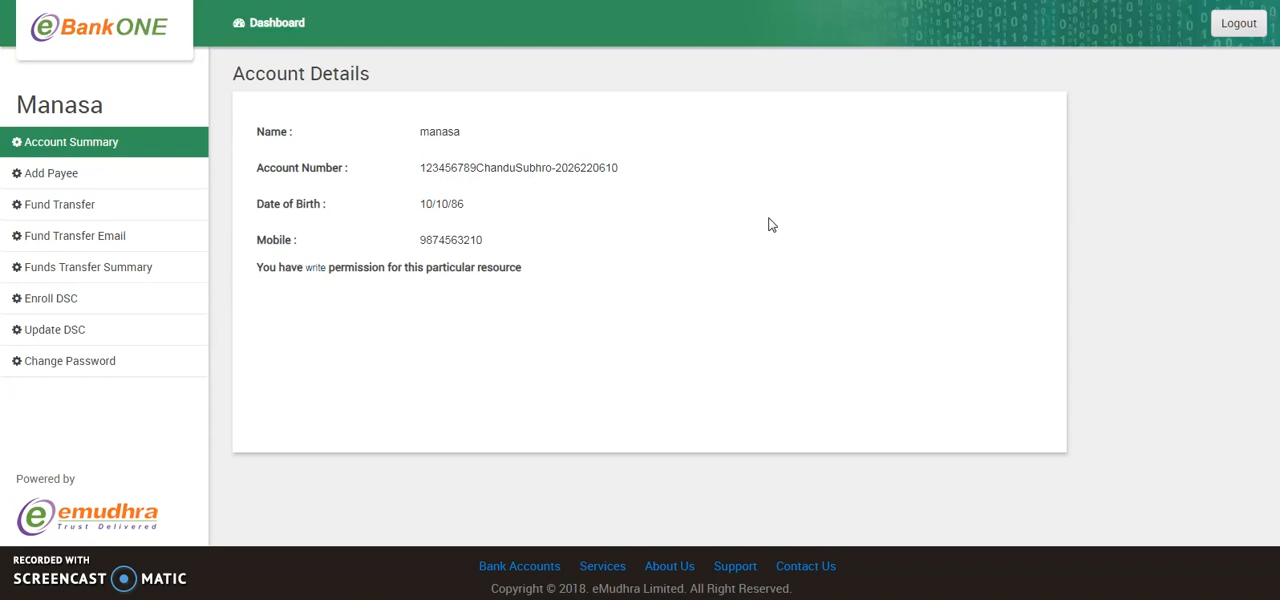 eBankONE
Dashboard
Logout
Manasa
Account Summary
Add Payee
Fund Transfer
Fund Transfer Email
Funds Transfer Summary
Enroll DSC
Update DSC
Change Password
Powered by
emudhra
Trust Delivered
Account Details
Name : manasa
Account Number : 123456789ChanduSubhro-2026220610
Date of Birth : 10/10/86
Mobile : 9874563210
You have write permission for this particular resource
RECORDED WITH
SCREENCAST MATIC
Bank Accounts Services About Us Support Contact Us
Copyright © 2018. eMudhra Limited. All Right Reserved.